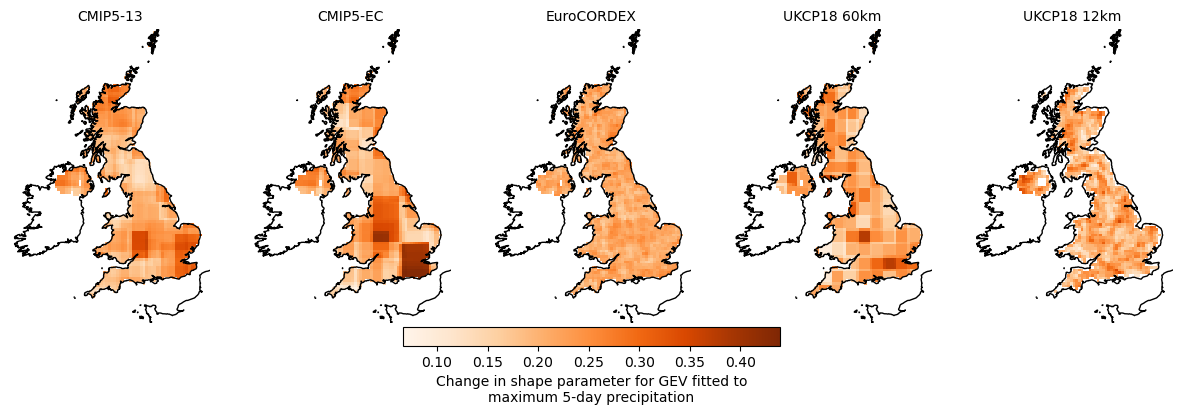 CMIP5-13 CMIP5-EC EuroCORDEX UKCP18 60km UKCP18 12km
0.10 0.15 0.20 0.25 0.30 0.35 0.40
Change in shape parameter for GEV fitted to
maximum 5-day precipitation